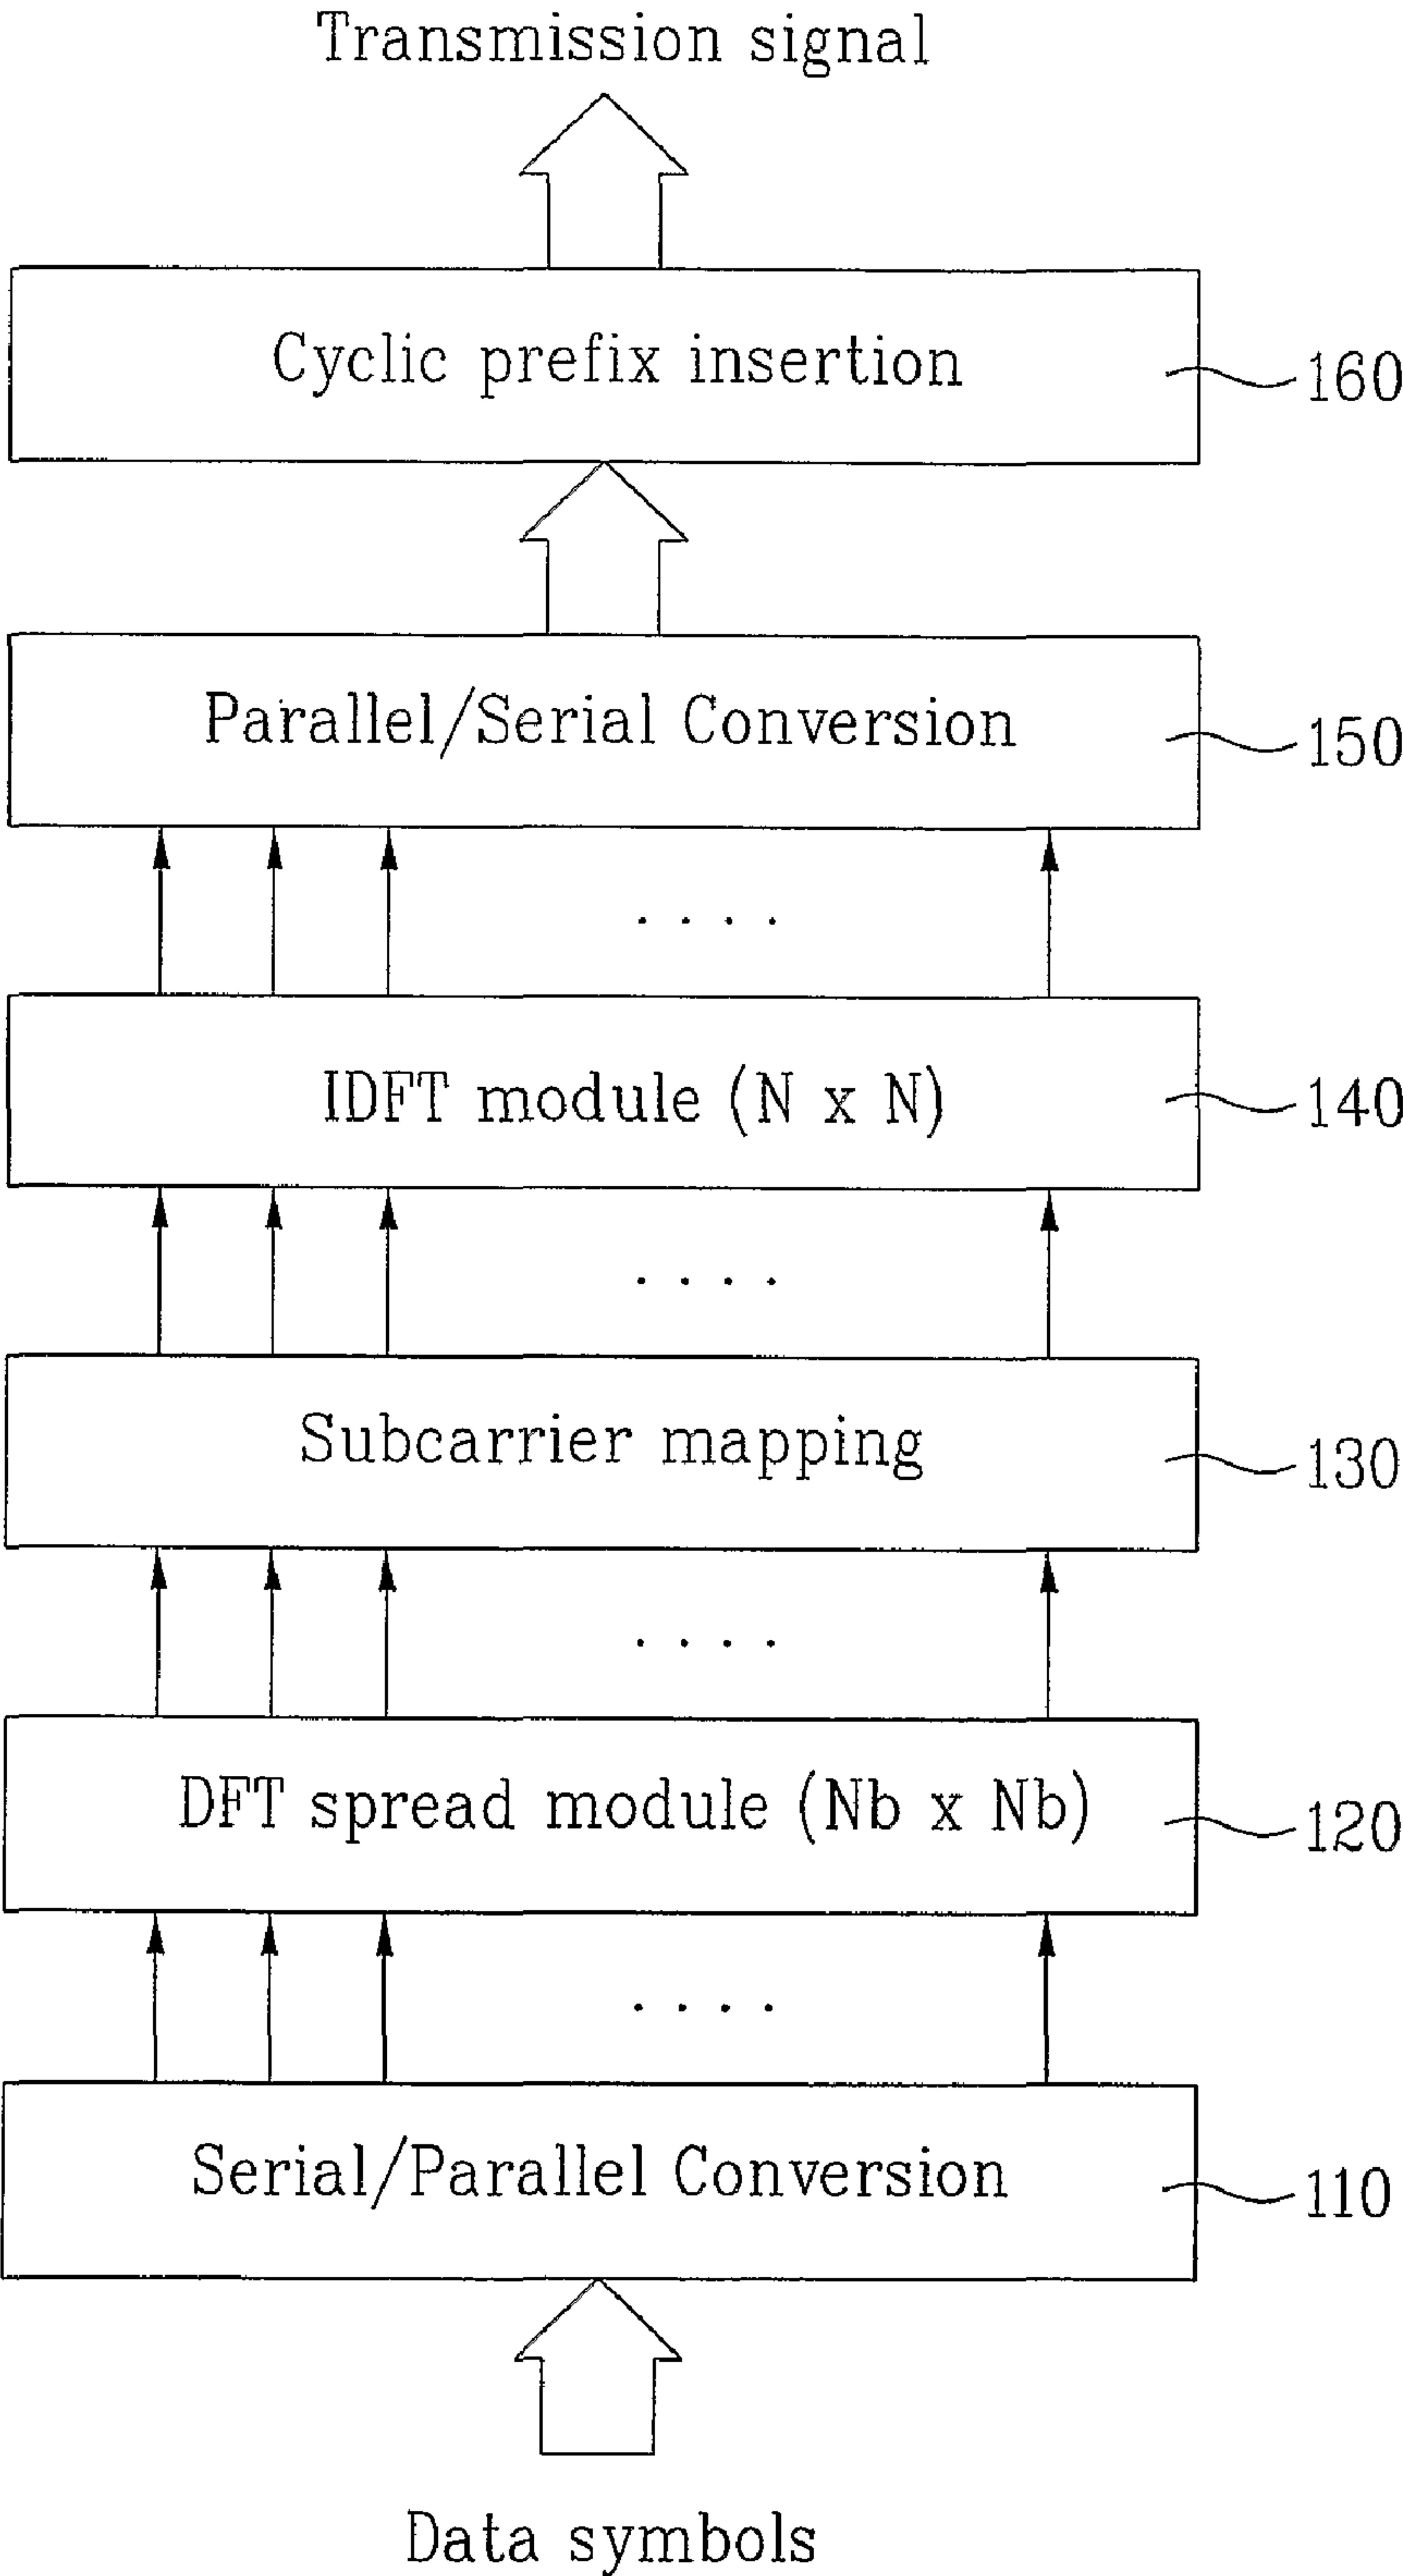 Transmission signal
Cyclic prefix insertion
160
Parallel/Serial Conversion
150
IDFT module (N x N)
140
Subcarrier mapping
130
DFT spread module (Nb x Nb)
120
Serial/Parallel Conversion
110
Data symbols